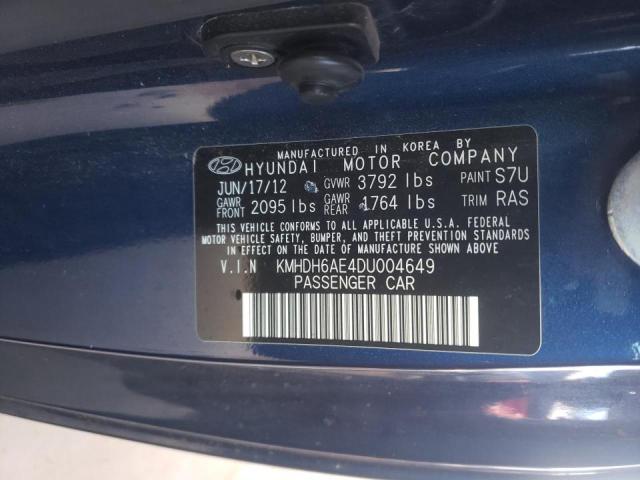 MANUFACTURED IN KOREA BY
HYUNDAI MOTOR COMPANY
JUN/17/12 GVWR 3792 lbs PAINT S7U
GAWR FRONT 2095 lbs GAWR REAR 1764 lbs TRIM RAS
THIS VEHICLE CONFORMS TO ALL APPLICABLE U.S.A. FEDERAL
MOTOR VEHICLE SAFETY, BUMPER, AND THEFT PREVENTION STANDARDS
IN EFFECT ON THE DATE OF MANUFACTURE SHOWN ABOVE.
V.I.N KMHDH6AE4DU004649
PASSENGER CAR